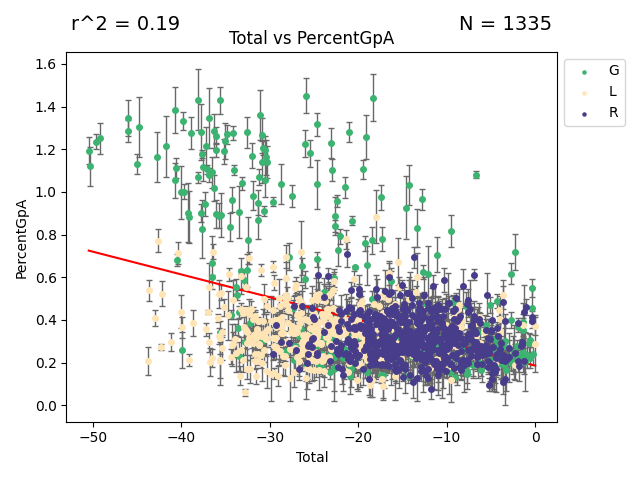 r^2 = 0.19 N = 1335
Total vs PercentGpA
G
L
R
1.6
1.4
1.2
1.0
0.8
0.6
0.4
0.2
0.0
PercentGpA
−50 −40 −30 −20 −10 0
Total